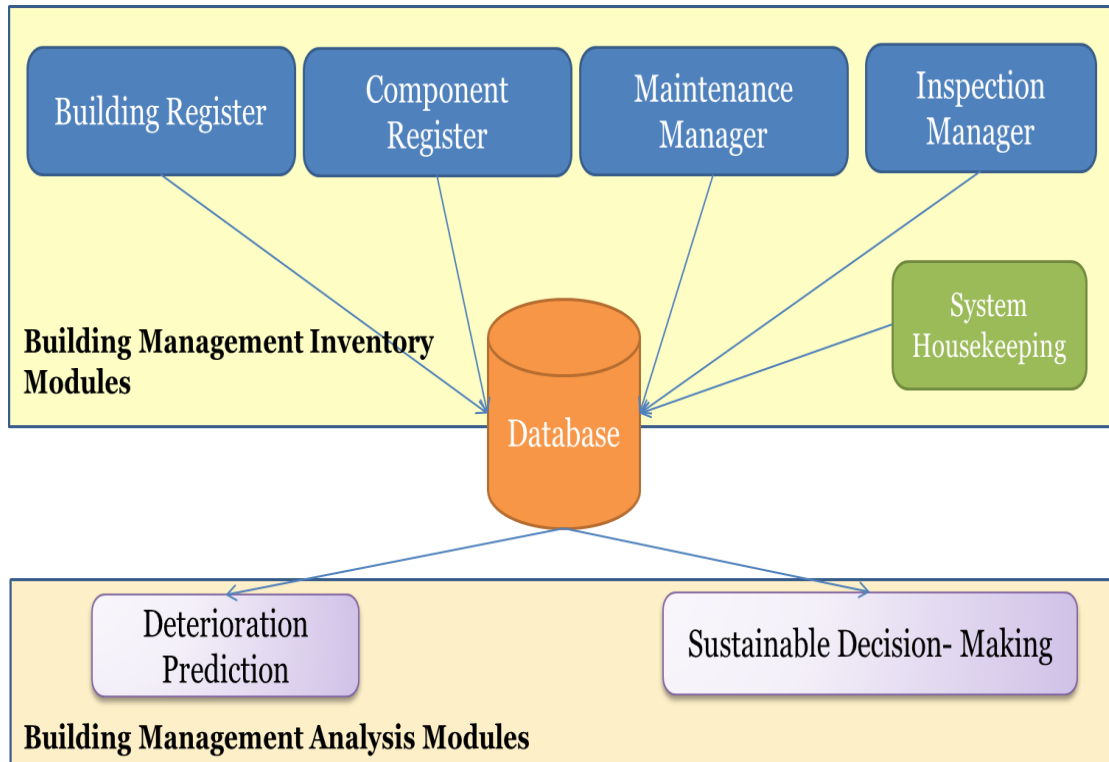 Building Register
Component
Register
Maintenance
Manager
Inspection
Manager
System
Housekeeping
Building Management Inventory
Modules
Database
Deterioration
Prediction
Sustainable Decision- Making
Building Management Analysis Modules